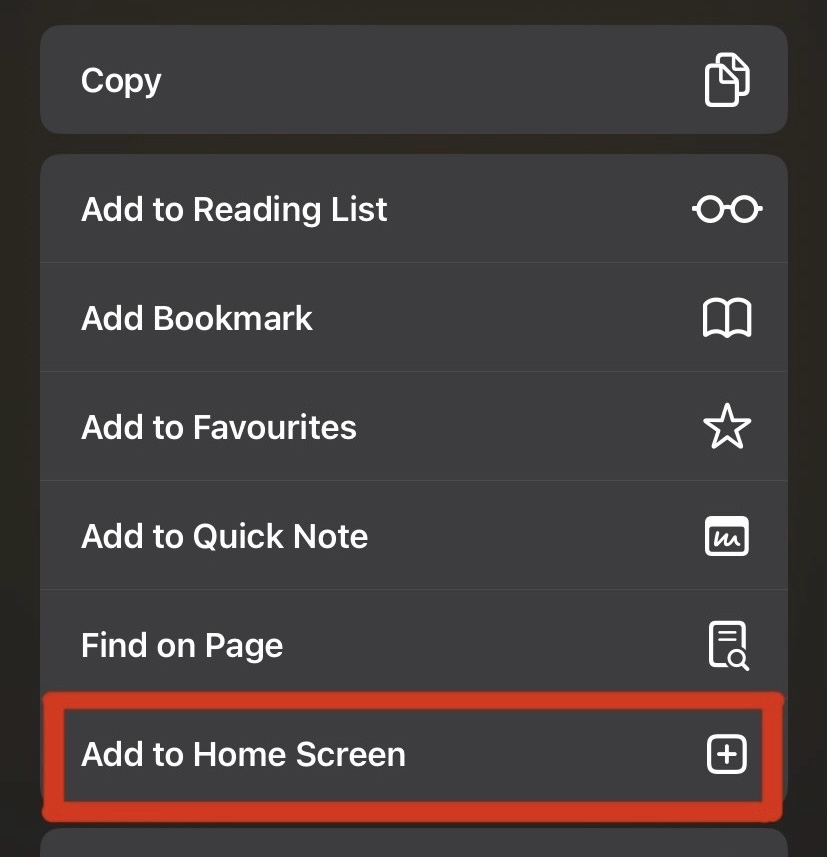 Copy
Add to Reading List
Add Bookmark
Add to Favourites
Add to Quick Note
Find on Page
Add to Home Screen